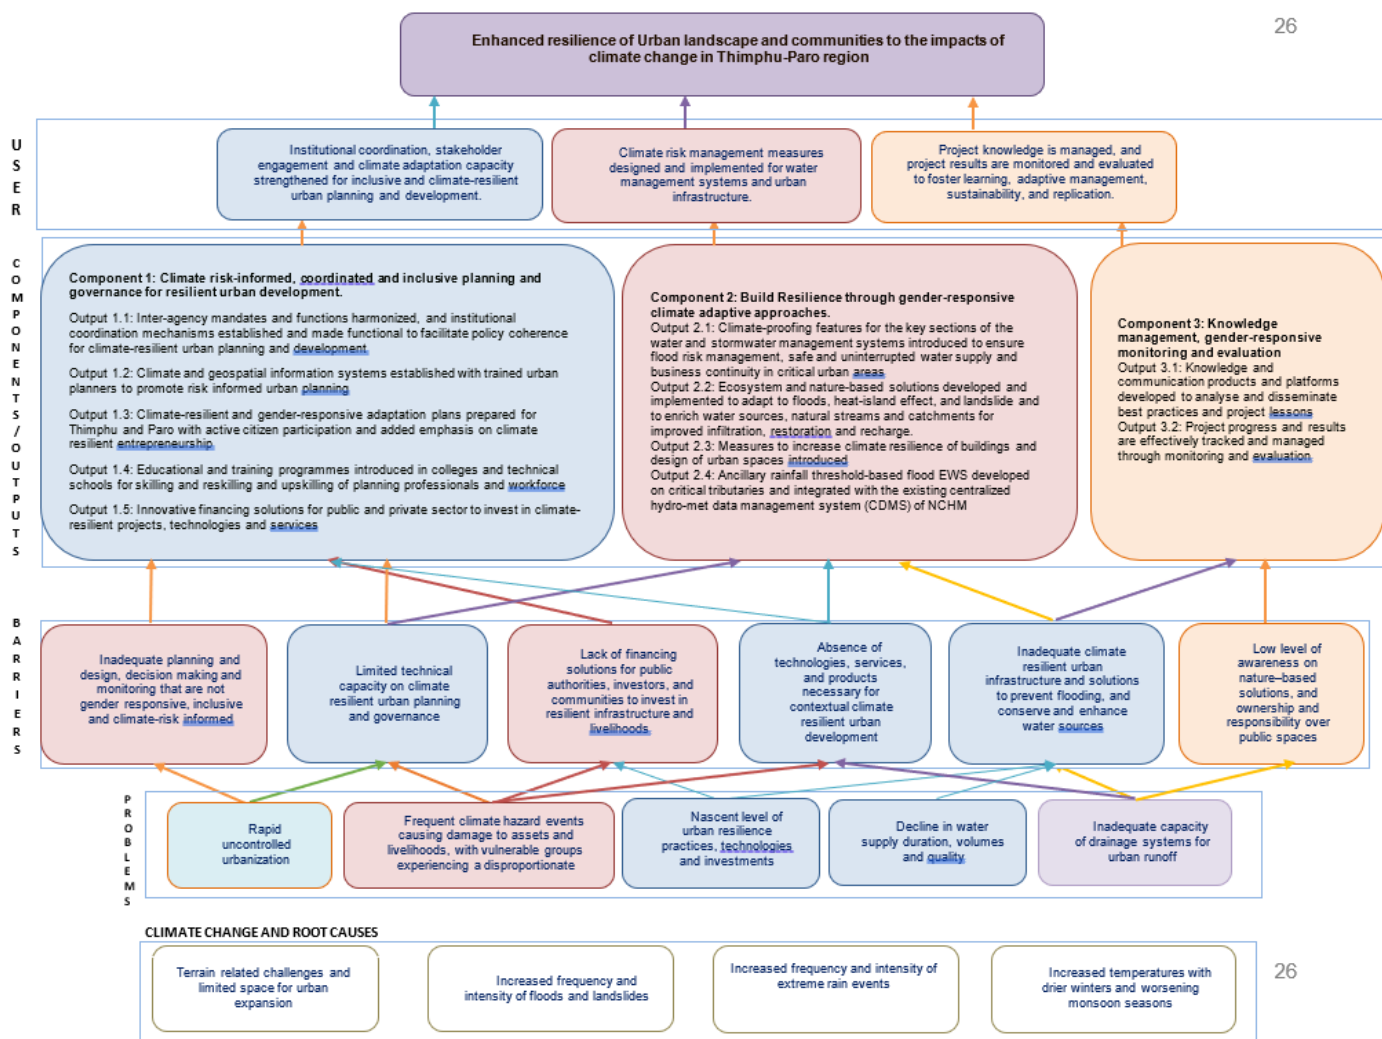 26
Enhanced resilience of Urban landscape and communities to the impacts of
climate change in Thimphu-Paro region
USER
Institutional coordination, stakeholder
engagement and climate adaptation capacity
strengthened for inclusive and climate-resilient
urban planning and development.
Climate risk management measures
designed and implemented for water
management systems and urban
infrastructure.
Project knowledge is managed, and
project results are monitored and evaluated
to foster learning, adaptive management,
sustainability, and replication.
COMPONENTS/OUTPUTS
Component 1: Climate risk-informed, coordinated and inclusive planning and
governance for resilient urban development.
Output 1.1: Inter-agency mandates and functions harmonized, and institutional
coordination mechanisms established and made functional to facilitate policy coherence
for climate-resilient urban planning and development
Output 1.2: Climate and geospatial information systems established with trained urban
planners to promote risk informed urban planning
Output 1.3: Climate-resilient and gender-responsive adaptation plans prepared for
Thimphu and Paro with active citizen participation and added emphasis on climate
resilient entrepreneurship
Output 1.4: Educational and training programmes introduced in colleges and technical
schools for skilling and reskilling and upskilling of planning professionals and workforce
Output 1.5: Innovative financing solutions for public and private sector to invest in climate-
resilient projects, technologies and services
Component 2: Build Resilience through gender-responsive
climate adaptive approaches.
Output 2.1: Climate-proofing features for the key sections of the
water and stormwater management systems introduced to ensure
flood risk management, safe and uninterrupted water supply and
business continuity in critical urban areas
Output 2.2: Ecosystem and nature-based solutions developed and
implemented to adapt to floods, heat-island effect, and landslide and
to enrich water sources, natural streams and catchments for
improved infiltration, restoration and recharge.
Output 2.3: Measures to increase climate resilience of buildings and
design of urban spaces introduced
Output 2.4: Ancillary rainfall threshold-based flood EWS developed
on critical tributaries and integrated with the existing centralized
hydro-met data management system (CDMS) of NCHM
Component 3: Knowledge
management, gender-responsive
monitoring and evaluation
Output 3.1: Knowledge and
communication products and platforms
developed to analyse and disseminate
best practices and project lessons
Output 3.2: Project progress and results
are effectively tracked and managed
through monitoring and evaluation
BARRIERS
Inadequate planning and
design, decision making and
monitoring that are not
gender responsive, inclusive
and climate-risk informed
Limited technical
capacity on climate
resilient urban planning
and governance
Lack of financing
solutions for public
authorities, investors, and
communities to invest in
resilient infrastructure and
livelihoods
Absence of
technologies, services,
and products
necessary for
contextual climate
resilient urban
development
Inadequate climate
resilient urban
infrastructure and solutions
to prevent flooding, and
conserve and enhance
water sources
Low level of
awareness on
nature–based
solutions, and
ownership and
responsibility over
public spaces
PROBLEMS
Rapid
uncontrolled
urbanization
Frequent climate hazard events
causing damage to assets and
livelihoods, with vulnerable groups
experiencing a disproportionate
Nascent level of
urban resilience
practices, technologies
and investments
Decline in water
supply duration, volumes
and quality
Inadequate capacity
of drainage systems for
urban runoff
CLIMATE CHANGE AND ROOT CAUSES
Terrain related challenges and
limited space for urban
expansion
Increased frequency and
intensity of floods and landslides
Increased frequency and intensity of
extreme rain events
Increased temperatures with
drier winters and worsening
monsoon seasons
26